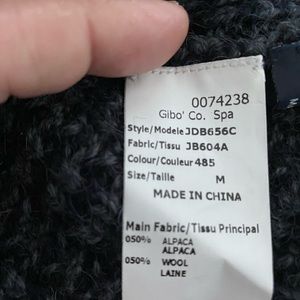 0074238
Gibo' Co. Spa
Style/Modele JDB656C
Fabric/Tissu JB604A
Colour/Couleur 485
Size/Taille M
MADE IN CHINA
Main Fabric/Tissu Principal
050% ALPACA
ALPACA
050% WOOL
LAINE